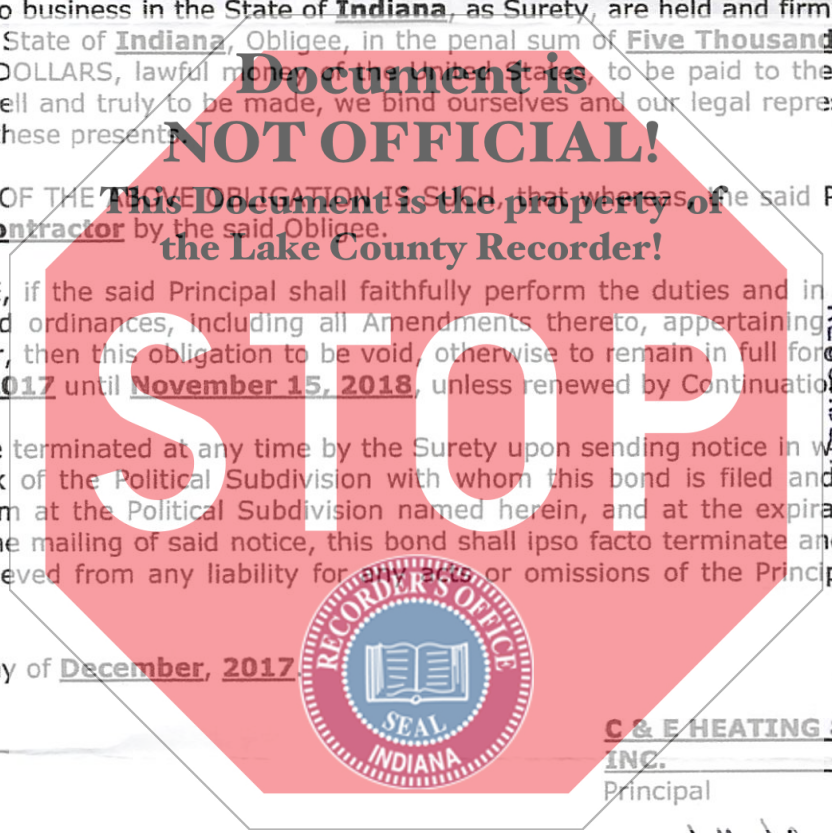 o business in the State of Indiana, as Surety, are held and firm
State of Indiana, Obligee, in the penal sum of Five Thousand
DOLLARS, lawful money of the United States, to be paid to the
ell and truly to be made, we bind ourselves and our legal repre
hese presents.
Document is
NOT OFFICIAL!
This Document is the property of
the Lake County Recorder!
OF THE ABOVE OBLIGATION IS SUCH, that whereas, the said
ontractor by the said Obligee.
, if the said Principal shall faithfully perform the duties and in
d ordinances, including all Amendments thereto, appertaining
r, then this obligation to be void, otherwise to remain in full forc
017 until November 15, 2018, unless renewed by Continuatio
STOP
e terminated at any time by the Surety upon sending notice in w
k of the Political Subdivision with whom this bond is filed and
m at the Political Subdivision named herein, and at the expira
he mailing of said notice, this bond shall ipso facto terminate and
eved from any liability for any acts or omissions of the Princip
RECORDER'S OFFICE
SEAL
INDIANA
y of December, 2017.
C & E HEATING &
INC.
Principal